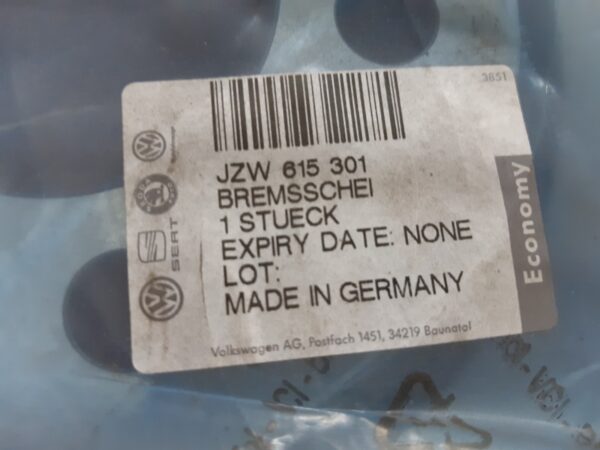 3851
JZW 615 301
BREMSSCHEI
1 STUECK
EXPIRY DATE: NONE
LOT:
MADE IN GERMANY
Economy
SEAT
Volkswagen AG, Postfach 1451, 34219 Baunatal